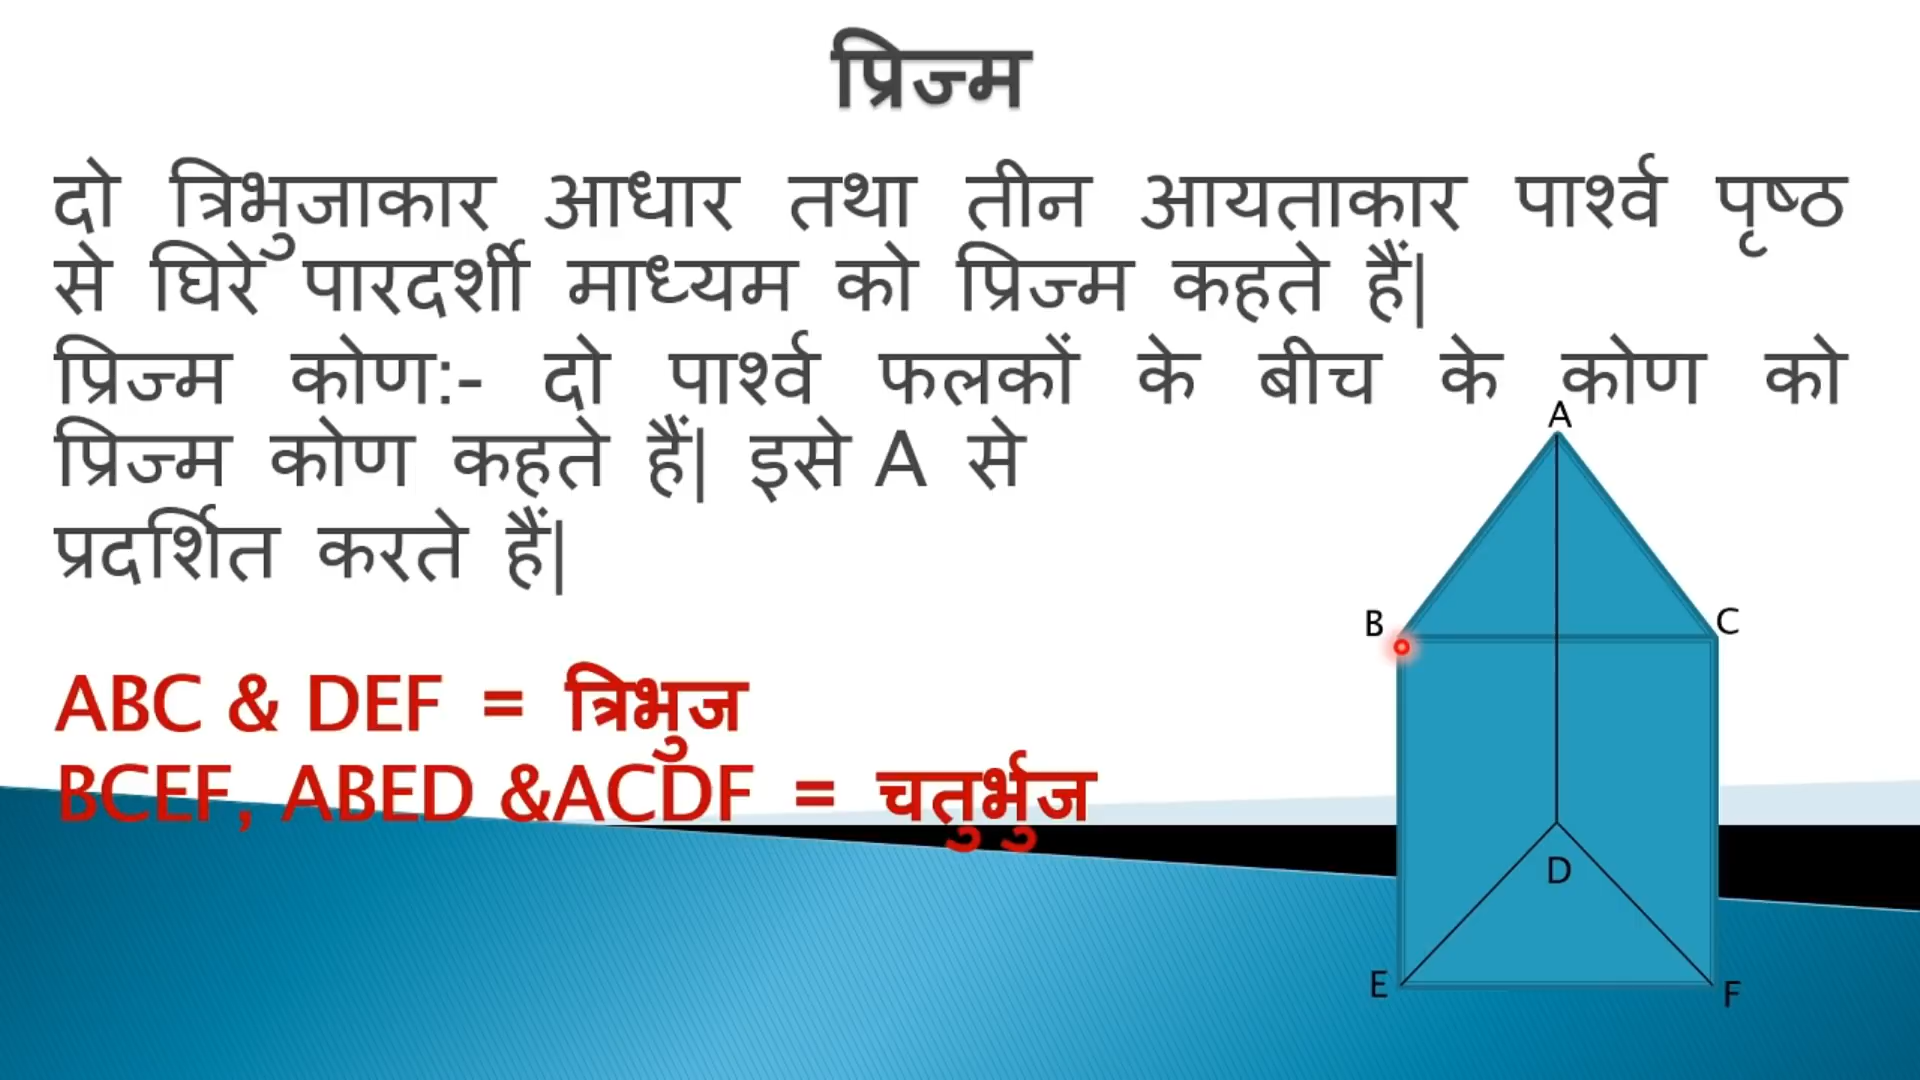 प्रिज्म
दो त्रिभुजाकार आधार तथा तीन आयताकार पार्श्व पृष्ठ
से घिरे पारदर्शी माध्यम को प्रिज्म कहते हैं|
प्रिज्म कोण:- दो पार्श्व फलकों के बीच के कोण को
प्रिज्म कोण कहते हैं| इसे A से
प्रदर्शित करते हैं|
ABC & DEF = त्रिभुज
BCEF, ABED &ACDF = चतुर्भुज
A
B
C
D
E
F